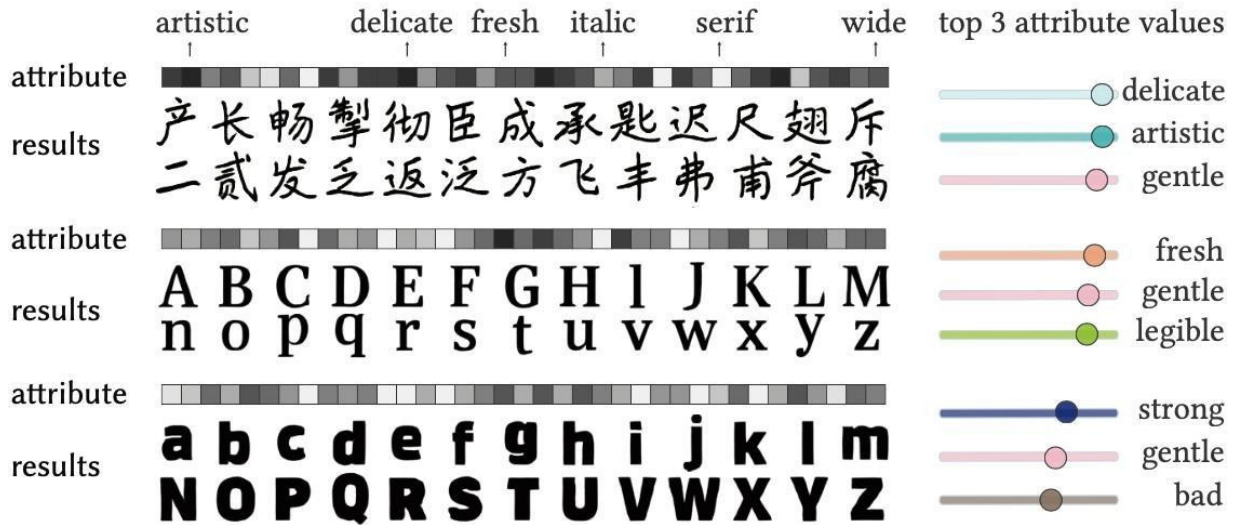 artistic delicate fresh italic serif wide top 3 attribute values
attribute
delicate
产长畅掣彻臣成承匙迟尺翅斥
results
artistic
二贰发乏返泛方飞丰弗甫斧腐
gentle
attribute
fresh
A B C D E F G H l J K L M
gentle
results
n o p q r s t u v w x y z
legible
attribute
strong
a b c d e f g h i j k l m
gentle
results
N O P Q R S T U V W X Y Z
bad